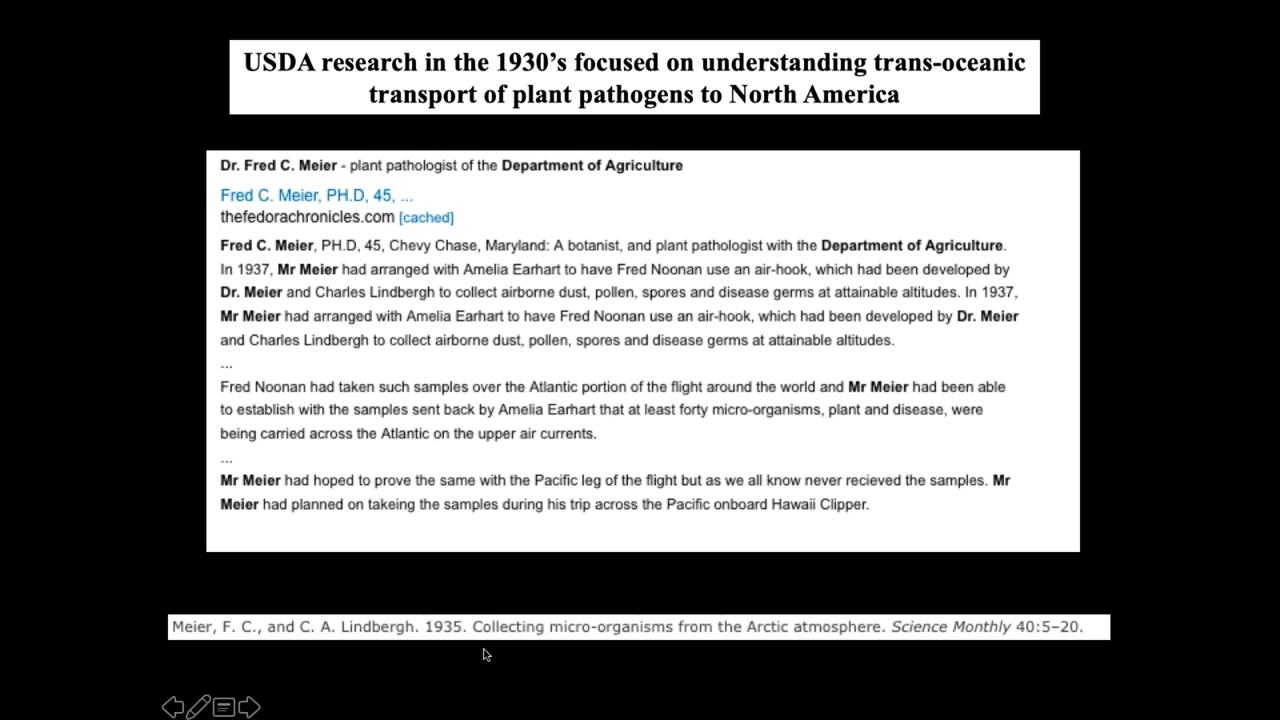 USDA research in the 1930’s focused on understanding trans-oceanic
transport of plant pathogens to North America
Dr. Fred C. Meier - plant pathologist of the Department of Agriculture
Fred C. Meier, PH.D, 45, ...
thefedorachronicles.com [cached]
Fred C. Meier, PH.D, 45, Chevy Chase, Maryland: A botanist, and plant pathologist with the Department of Agriculture.
In 1937, Mr Meier had arranged with Amelia Earhart to have Fred Noonan use an air-hook, which had been developed by
Dr. Meier and Charles Lindbergh to collect airborne dust, pollen, spores and disease germs at attainable altitudes. In 1937,
Mr Meier had arranged with Amelia Earhart to have Fred Noonan use an air-hook, which had been developed by Dr. Meier
and Charles Lindbergh to collect airborne dust, pollen, spores and disease germs at attainable altitudes.
...
Fred Noonan had taken such samples over the Atlantic portion of the flight around the world and Mr Meier had been able
to establish with the samples sent back by Amelia Earhart that at least forty micro-organisms, plant and disease, were
being carried across the Atlantic on the upper air currents.
...
Mr Meier had hoped to prove the same with the Pacific leg of the flight but as we all know never recieved the samples. Mr
Meier had planned on takeing the samples during his trip across the Pacific onboard Hawaii Clipper.
Meier, F. C., and C. A. Lindbergh. 1935. Collecting micro-organisms from the Arctic atmosphere. Science Monthly 40:5–20.